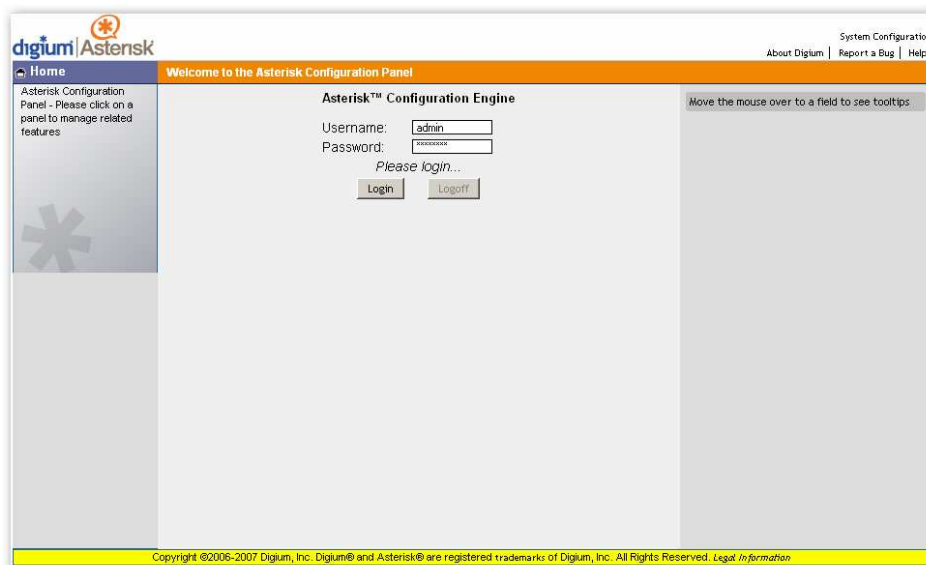 digium Asterisk
System Configuratio
About Digium | Report a Bug | Help
Home
Welcome to the Asterisk Configuration Panel
Asterisk Configuration
Panel - Please click on a
panel to manage related
features
Asterisk™ Configuration Engine
Username: admin
Password: ********
Please login...
Login Logoff
Move the mouse over to a field to see tooltips
Copyright ©2006-2007 Digium, Inc. Digium® and Asterisk® are registered trademarks of Digium, Inc. All Rights Reserved. Legal Information